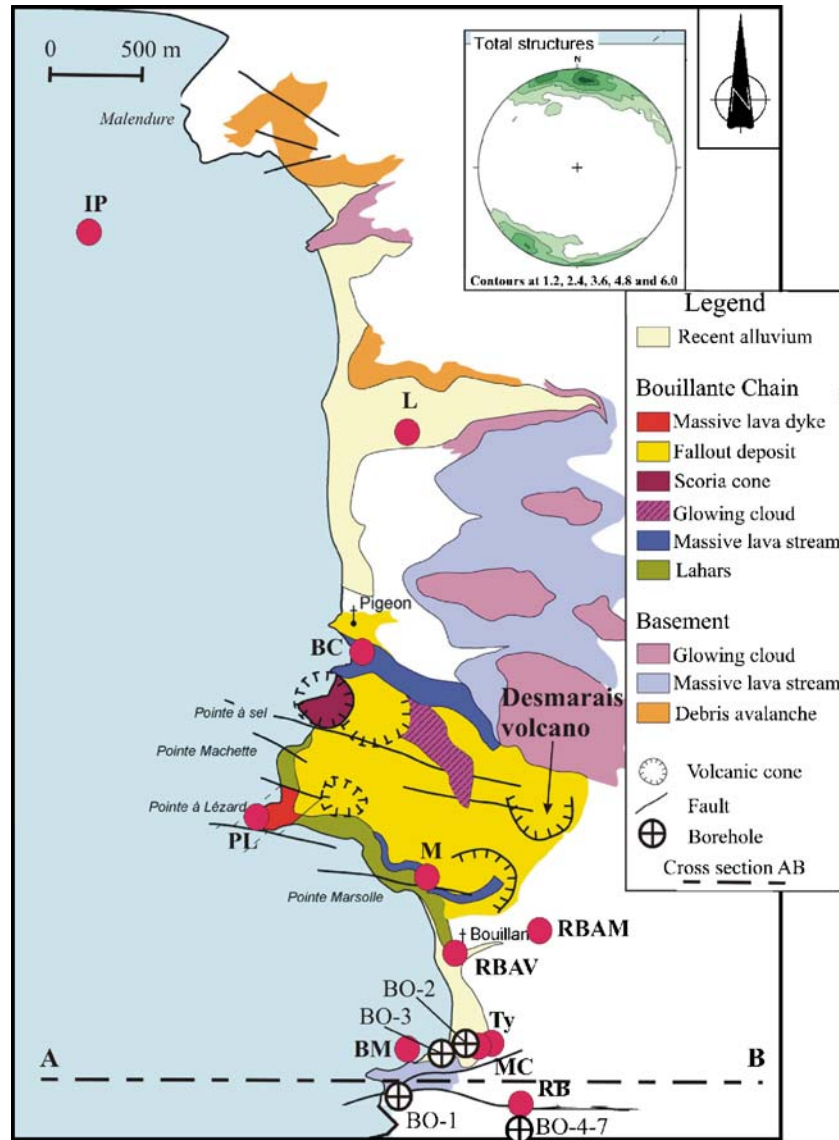 0 500 m
Malendure
IP
Total structures
N
Contours at 1.2, 2.4, 3.6, 4.8 and 6.0
N
Legend
Recent alluvium
Bouillante Chain
Massive lava dyke
Fallout deposit
Scoria cone
Glowing cloud
Massive lava stream
Lahars
Basement
Glowing cloud
Massive lava stream
Debris avalanche
Volcanic cone
Fault
Borehole
Cross section AB
L
Pigeon
BC
Desmarais
volcano
Pointe à sel
Pointe Machette
Pointe à Lézard
PL
M
Pointe Marsolle
Bouillan
RBAM
RBAV
BO-2
BO-3
Ty
BM
MC
A
B
RB
BO-1
BO-4-7